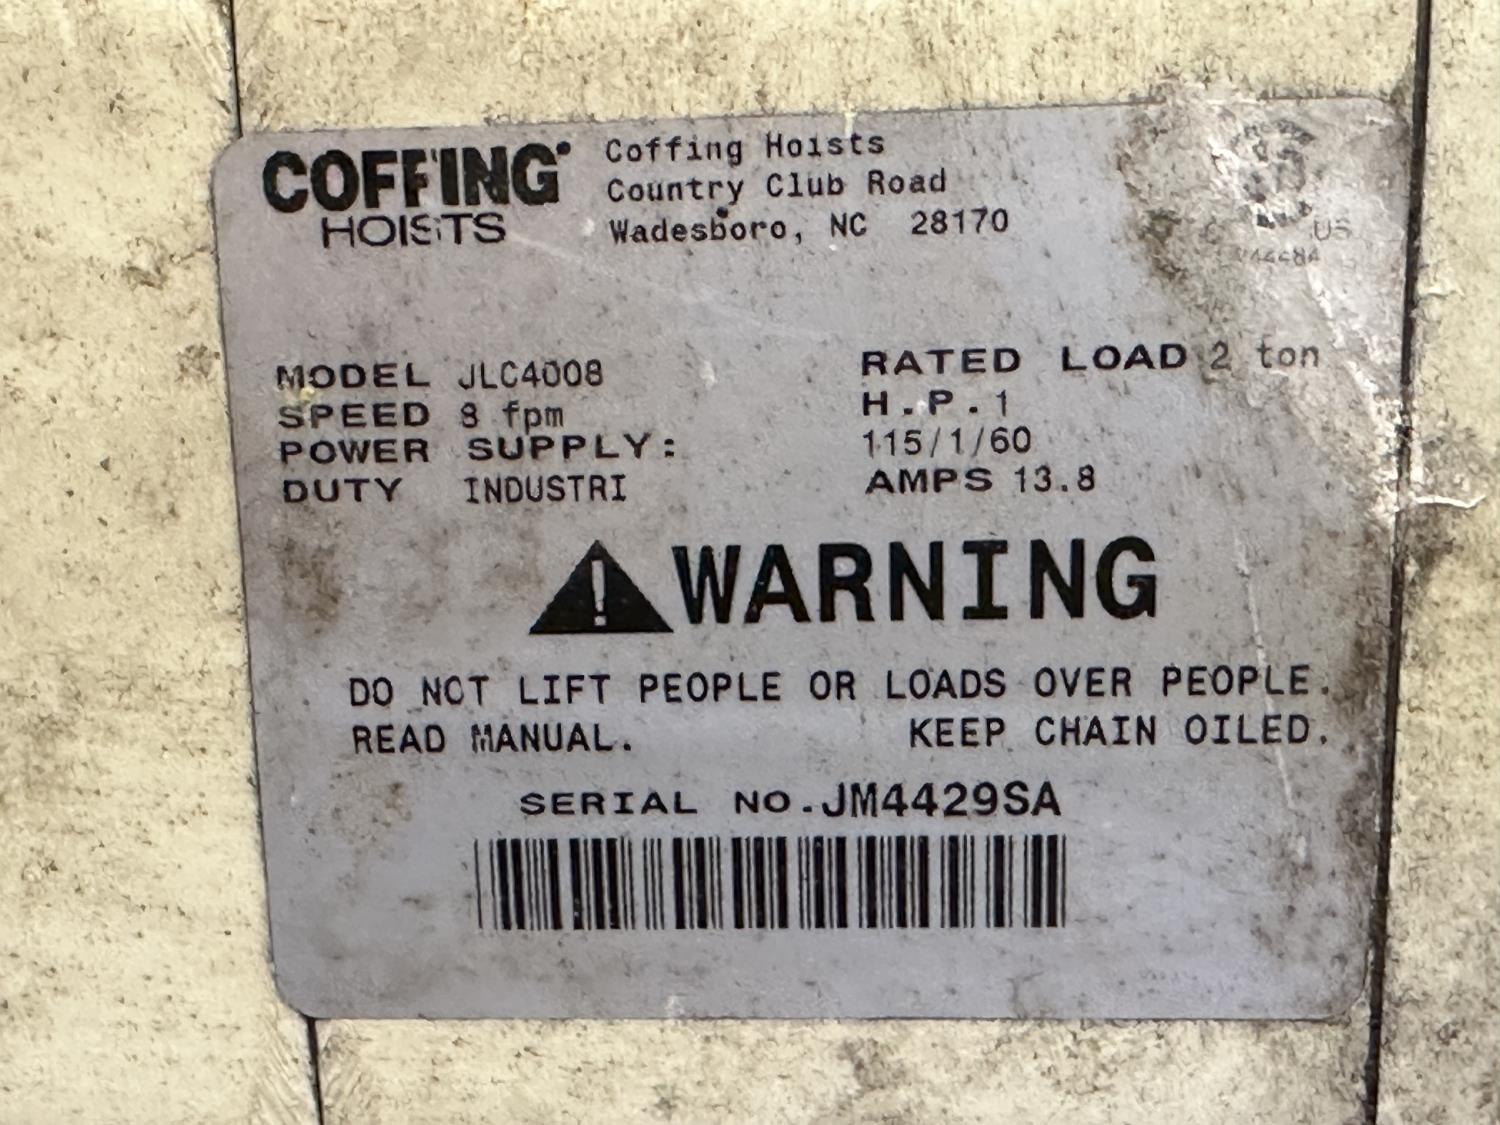 COFFING
HOISTS
Coffing Hoists
Country Club Road
Wadesboro, NC 28170
US
MODEL JLC4008
RATED LOAD 2 ton
SPEED 8 fpm
H.P. 1
POWER SUPPLY:
115/1/60
DUTY INDUSTRI
AMPS 13.8
WARNING
DO NOT LIFT PEOPLE OR LOADS OVER PEOPLE.
READ MANUAL. KEEP CHAIN OILED.
SERIAL NO. JM4429SA